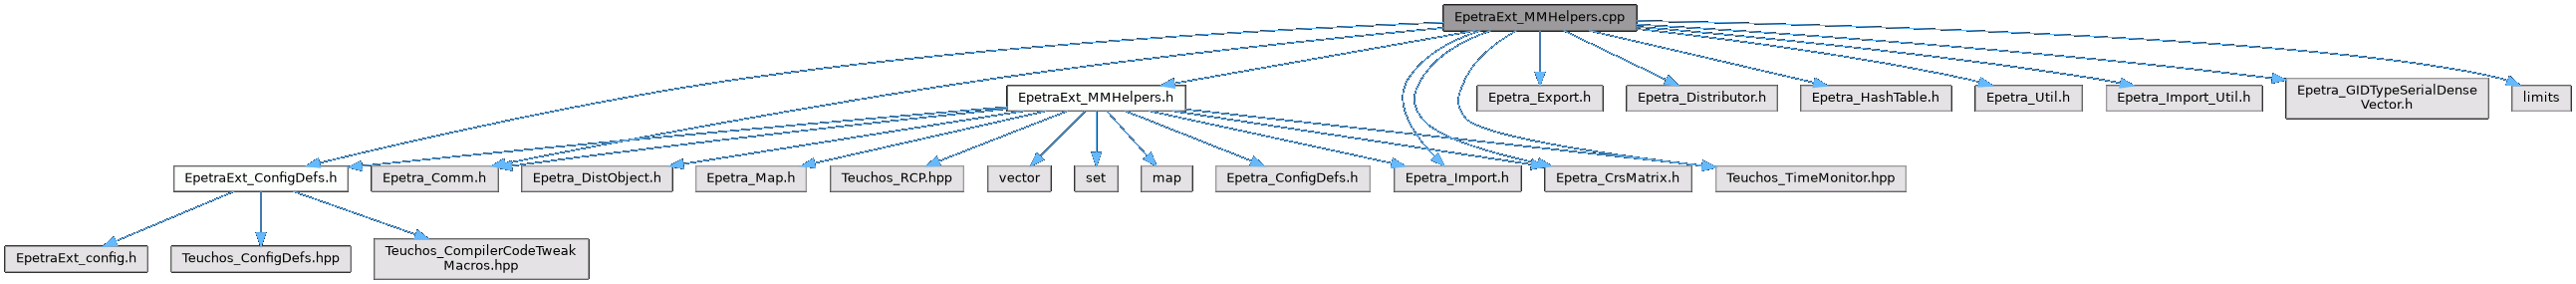 EpetraExt_MMHelpers.cpp
EpetraExt_MMHelpers.h
Epetra_Export.h
Epetra_Distributor.h
Epetra_HashTable.h
Epetra_Util.h
Epetra_Import_Util.h
Epetra_GIDTypeSerialDense
Vector.h
limits
EpetraExt_ConfigDefs.h
Epetra_Comm.h
Epetra_DistObject.h
Epetra_Map.h
Teuchos_RCP.hpp
vector
set
map
Epetra_ConfigDefs.h
Epetra_Import.h
Epetra_CrsMatrix.h
Teuchos_TimeMonitor.hpp
EpetraExt_config.h
Teuchos_ConfigDefs.hpp
Teuchos_CompilerCodeTweak
Macros.hpp